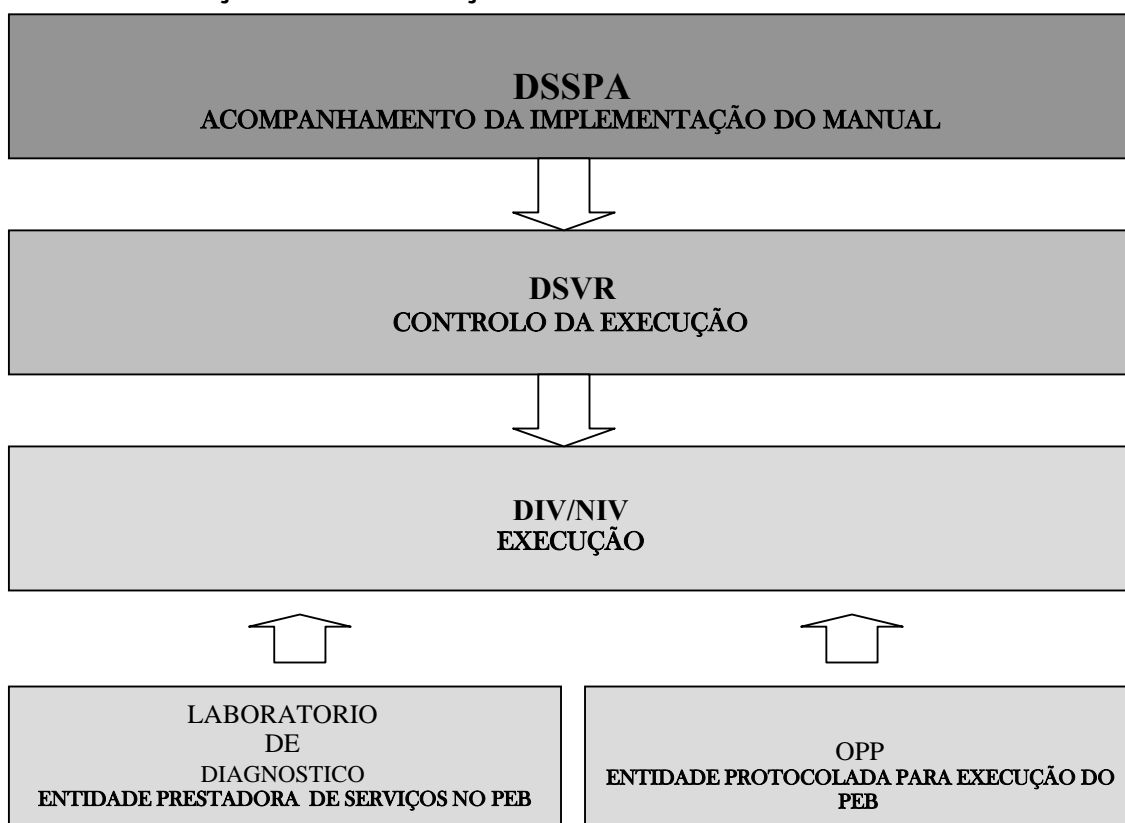 DSSPA
ACOMPANHAMENTO DA IMPLEMENTAÇÃO DO MANUAL
DSVR
CONTROLO DA EXECUÇÃO
DIV/NIV
EXECUÇÃO
LABORATORIO
DE
DIAGNOSTICO
ENTIDADE PRESTADORA DE SERVIÇOS NO PEB
OPP
ENTIDADE PROTOCOLADA PARA EXECUÇÃO DO
PEB